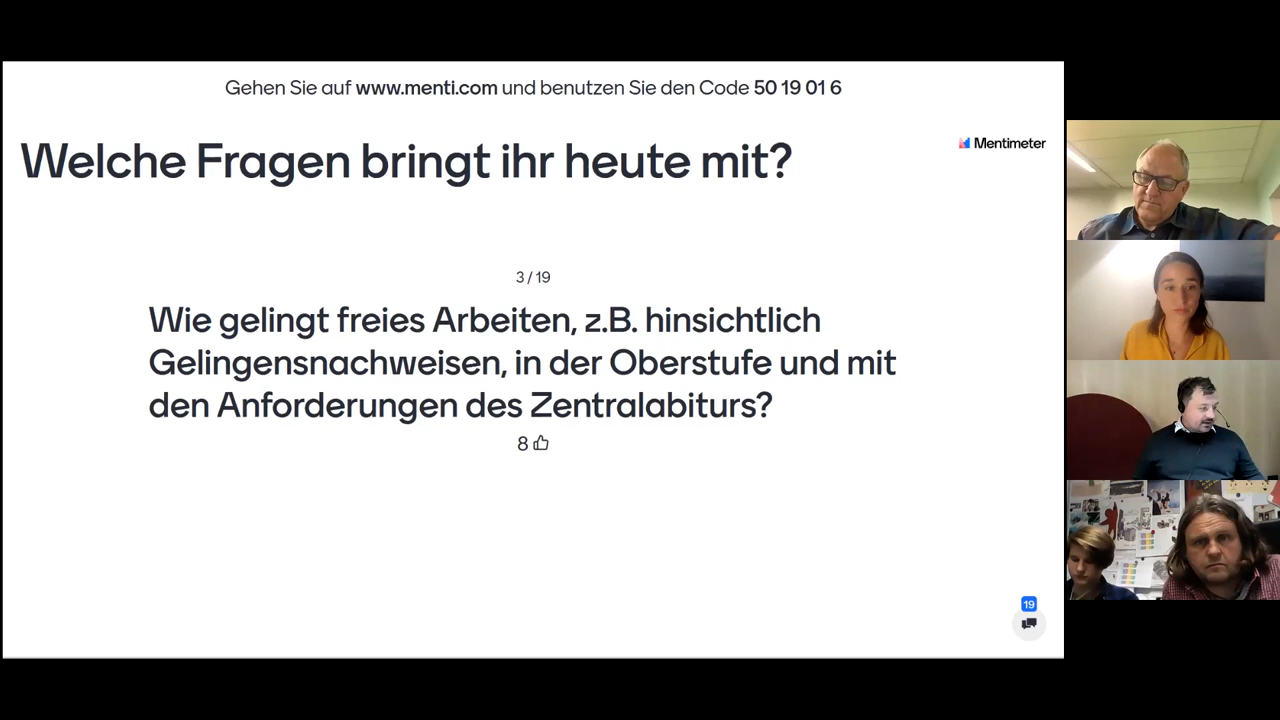 Gehen Sie auf www.menti.com und benutzen Sie den Code 50 19 01 6
Welche Fragen bringt ihr heute mit?
Mentimeter
3 / 19
Wie gelingt freies Arbeiten, z.B. hinsichtlich
Gelingensnachweisen, in der Oberstufe und mit
den Anforderungen des Zentralabiturs?
8
19